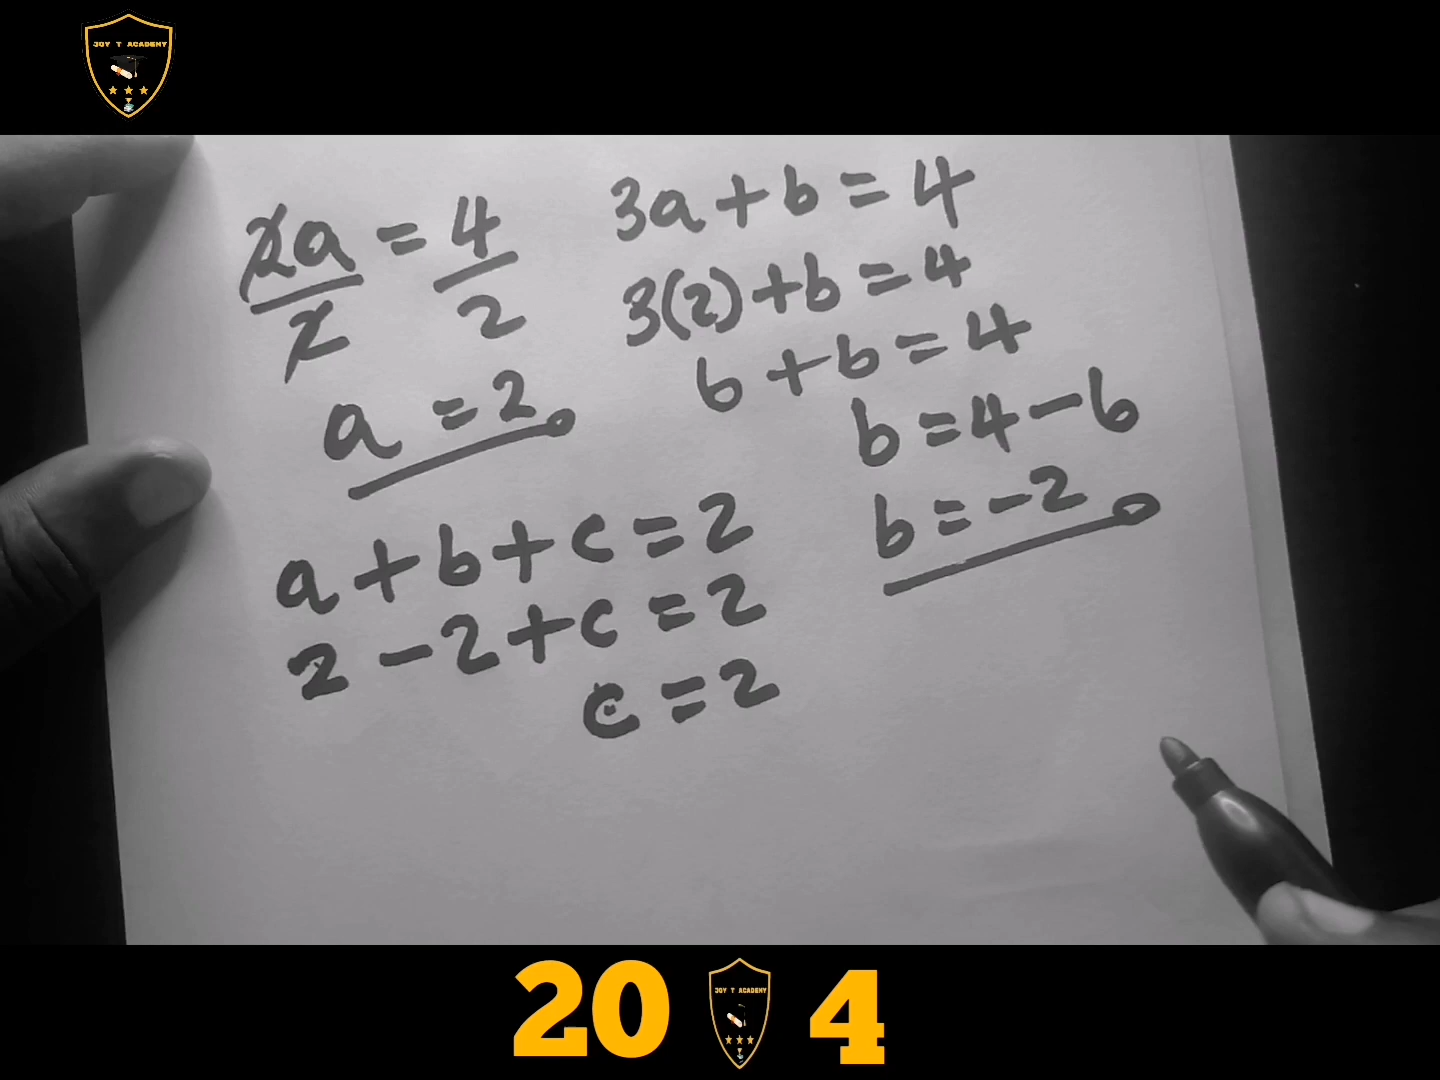 JOY T ACADEMY
2a/2 = 4/2
a = 2
3a + b = 4
3(2) + b = 4
6 + b = 4
b = 4 - 6
b = -2
a + b + c = 2
2 - 2 + c = 2
c = 2
20
JOY T ACADEMY
4